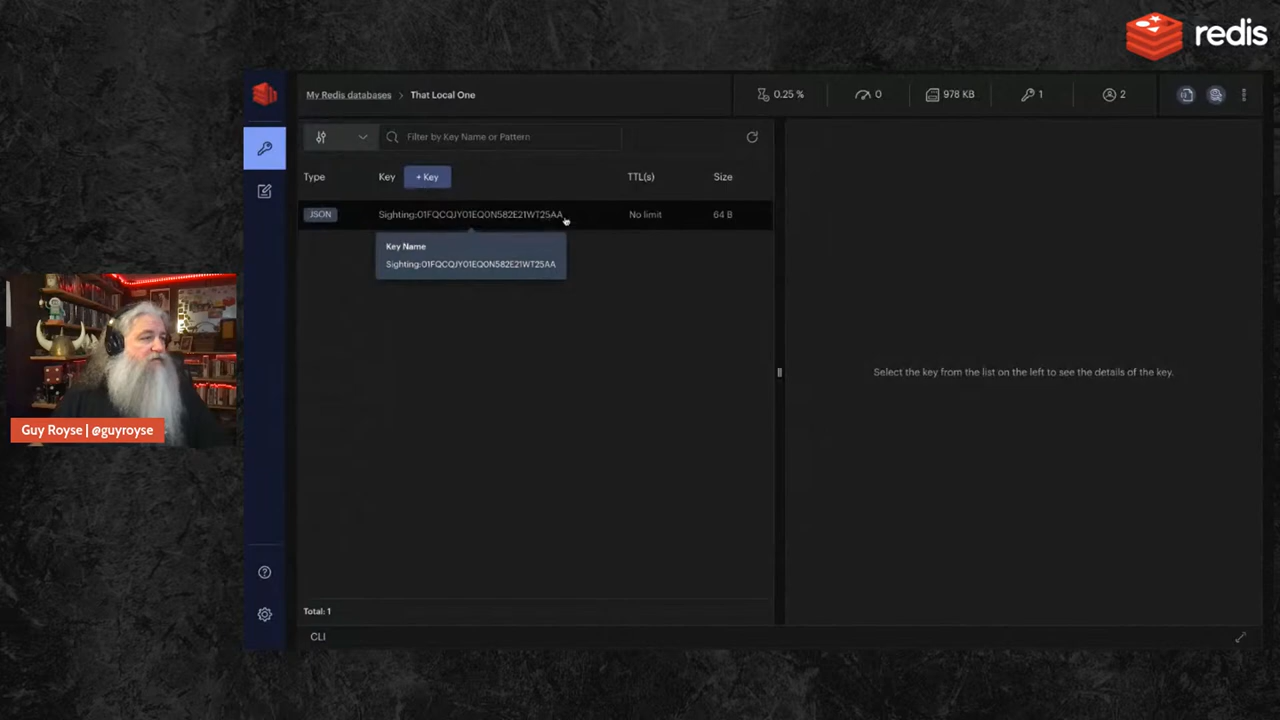 redis
My Redis databases > That Local One
0.25 %
0
978 KB
1
2
Filter by Key Name or Pattern
Type
Key
+ Key
TTL(s)
Size
JSON
Sighting:01FQCQJY01EQ0N582E21WT25AA
No limit
64 B
Key Name
Sighting:01FQCQJY01EQ0N582E21WT25AA
Select the key from the list on the left to see the details of the key.
Guy Royse | @guyroyse
Total: 1
CLI